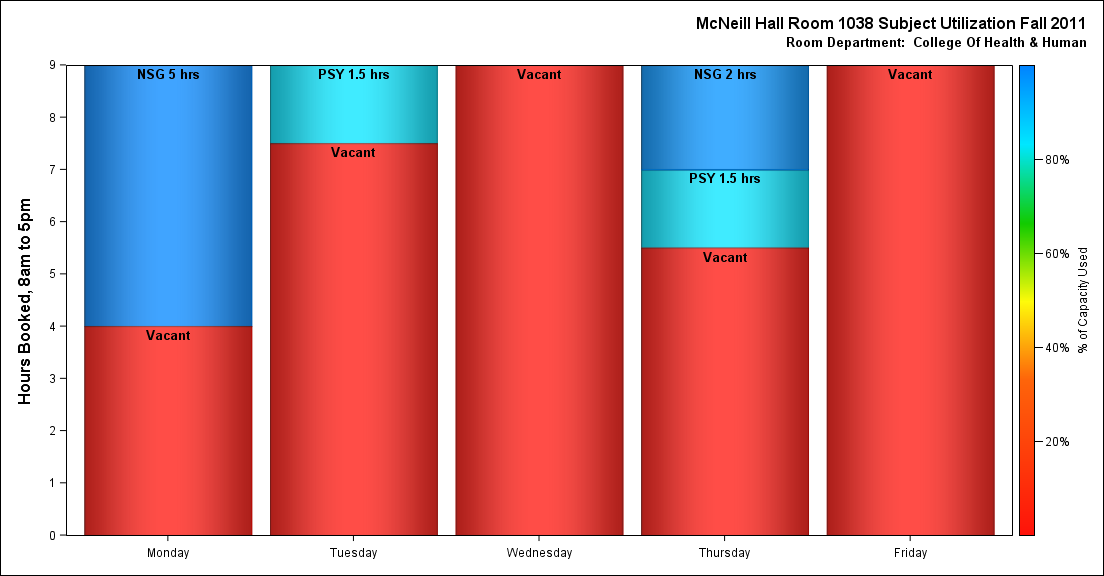 McNeill Hall Room 1038 Subject Utilization Fall 2011
Room Department:  College Of Health & Human
Hours Booked, 8am to 5pm
9
8
7
6
5
4
3
2
1
0
NSG 5 hrs
Vacant
PSY 1.5 hrs
Vacant
Vacant
NSG 2 hrs
PSY 1.5 hrs
Vacant
Vacant
Monday
Tuesday
Wednesday
Thursday
Friday
80%
60%
40%
20%
% of Capacity Used